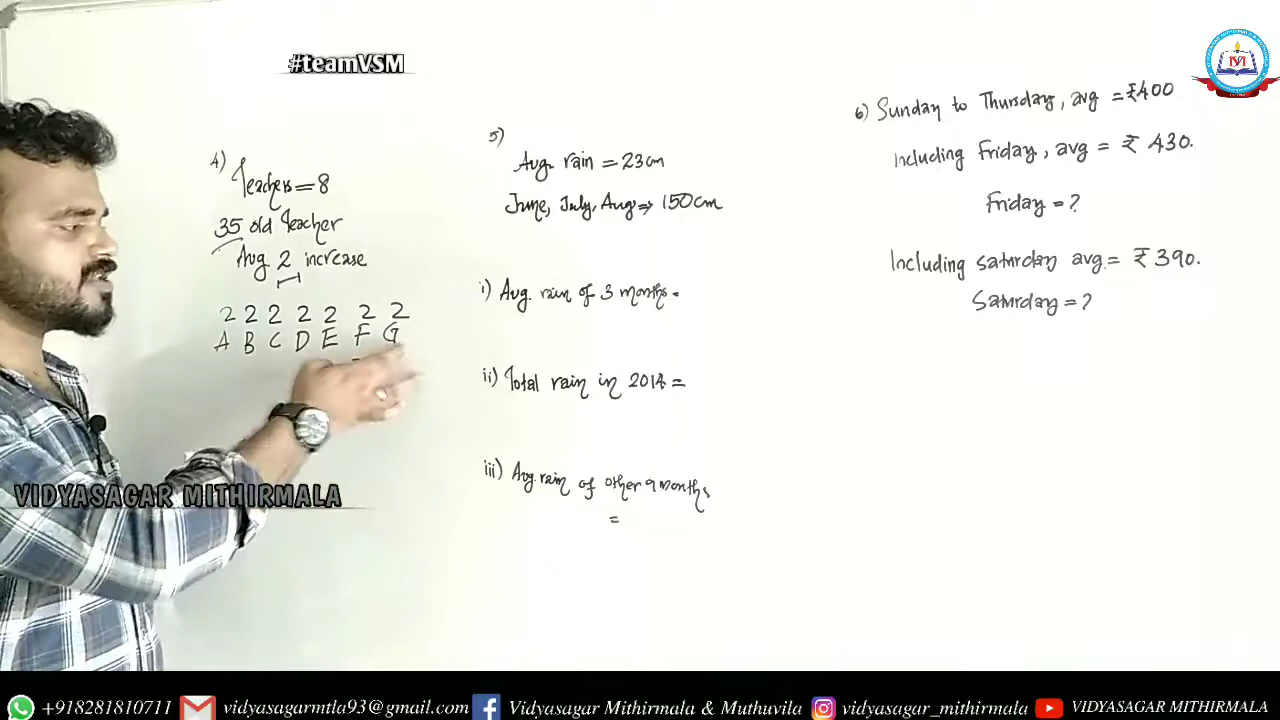 #teamVSM
4) Teachers = 8
35 old Teacher
Avg 2 increase
2 2 2 2 2 2 2
A B C D E F G
5)
Avg. rain = 23cm
June, July, Aug ⇒ 150cm
i) Avg. rain of 3 months =
ii) Total rain in 2014 =
iii) Avg. rain of other 9 months
=
6) Sunday to Thursday, avg = ₹400
Including Friday, avg = ₹ 430.
Friday = ?
Including saturday avg. = ₹ 390.
Saturday = ?
VIDYASAGAR MITHIRMALA
+918281810711 vidyasagarmtla93@gmail.com Vidyasagar Mithirmala & Muthuvila vidyasagar_mithirmala VIDYASAGAR MITHIRMALA